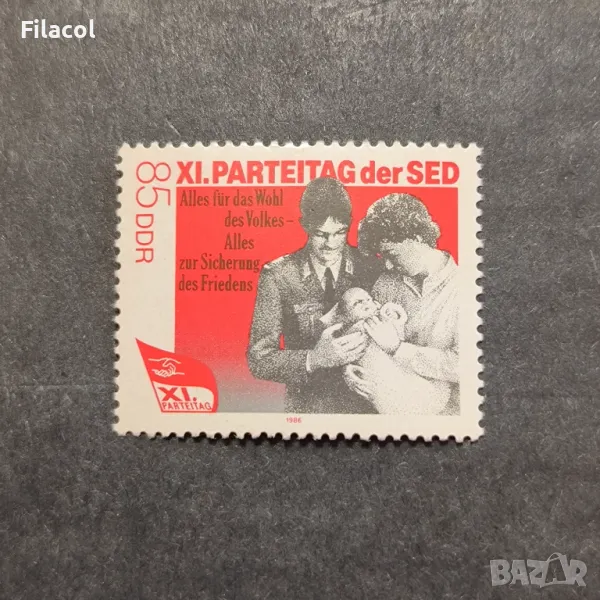 Filacol
85 DDR
XI. PARTEITAG der SED
Alles für das Wohl
des Volkes –
Alles
zur Sicherung
des Friedens
XI.
PARTEITAG
1986
BAZAR